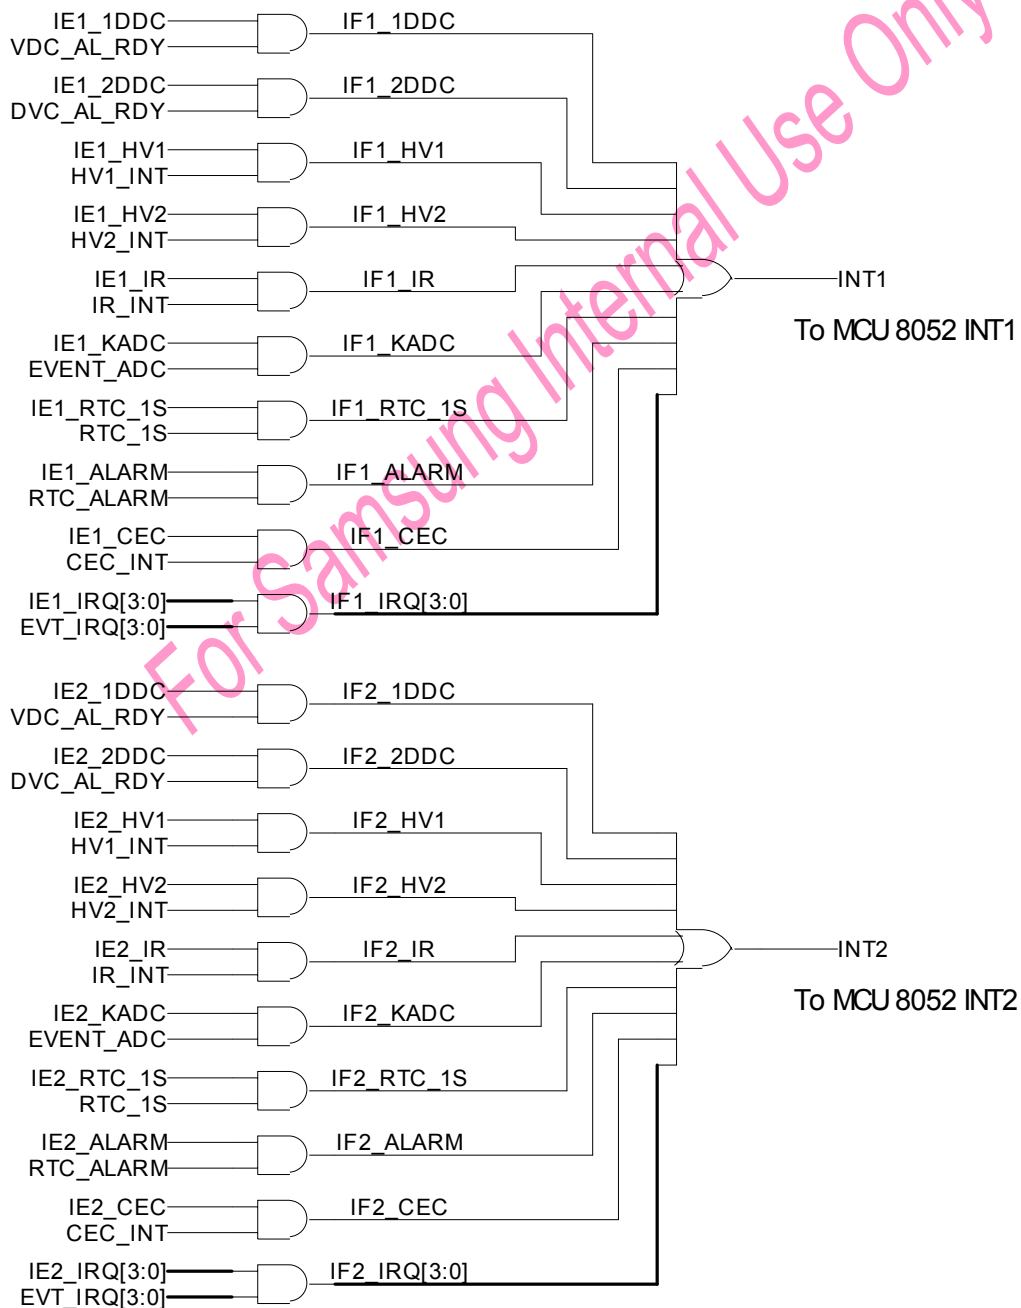 IE1_1DDC IF1_1DDC
VDC_AL_RDY
IE1_2DDC IF1_2DDC
DVC_AL_RDY
IE1_HV1 IF1_HV1
HV1_INT
IE1_HV2 IF1_HV2
HV2_INT
IE1_IR IF1_IR INT1
IR_INT
To MCU 8052 INT1
IE1_KADC IF1_KADC
EVENT_ADC
IE1_RTC_1S IF1_RTC_1S
RTC_1S
IE1_ALARM IF1_ALARM
RTC_ALARM
IE1_CEC IF1_CEC
CEC_INT
IE1_IRQ[3:0] IF1_IRQ[3:0]
EVT_IRQ[3:0]
For Samsung Internal Use Only
IE2_1DDC IF2_1DDC
VDC_AL_RDY
IE2_2DDC IF2_2DDC
DVC_AL_RDY
IE2_HV1 IF2_HV1
HV1_INT
IE2_HV2 IF2_HV2
HV2_INT
IE2_IR IF2_IR INT2
IR_INT
To MCU 8052 INT2
IE2_KADC IF2_KADC
EVENT_ADC
IE2_RTC_1S IF2_RTC_1S
RTC_1S
IE2_ALARM IF2_ALARM
RTC_ALARM
IE2_CEC IF2_CEC
CEC_INT
IE2_IRQ[3:0] IF2_IRQ[3:0]
EVT_IRQ[3:0]